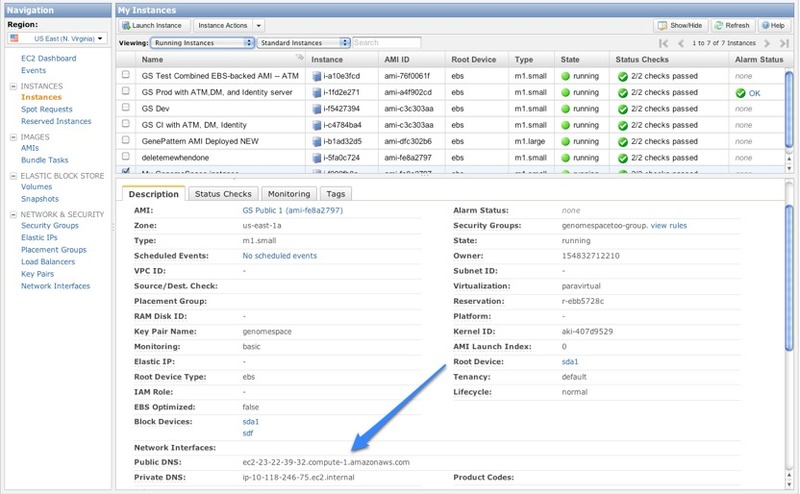 Navigation
Region:
US East (N. Virginia)
EC2 Dashboard
Events
INSTANCES
Instances
Spot Requests
Reserved Instances
IMAGES
AMIs
Bundle Tasks
ELASTIC BLOCK STORE
Volumes
Snapshots
NETWORK & SECURITY
Security Groups
Elastic IPs
Placement Groups
Load Balancers
Key Pairs
Network Interfaces
My Instances
Launch Instance Instance Actions Show/Hide Refresh Help
Viewing: Running Instances Standard Instances Search 1 to 7 of 7 Instances
Name Instance AMI ID Root Device Type State Status Checks Alarm Status
GS Test Combined EBS-backed AMI -- ATM i-a10e3fcd ami-76f0061f ebs m1.small running 2/2 checks passed none
GS Prod with ATM,DM, and Identity server i-1fd2e271 ami-a4f902cd ebs m1.small running 2/2 checks passed OK
GS Dev i-f5427394 ami-c3c303aa ebs m1.small running 2/2 checks passed none
GS CI with ATM, DM, Identity i-c4784ba4 ami-c3c303aa ebs m1.small running 2/2 checks passed none
GenePattern AMI Deployed NEW i-b1ad32d5 ami-dfc302b6 ebs m1.large running 2/2 checks passed none
deletemewhendone i-5fa0c724 ami-fe8a2797 ebs m1.small running 2/2 checks passed none
My GenomeSpace instance ami-fe8a2797 ebs m1.small running 2/2 checks passed none
Description Status Checks Monitoring Tags
AMI: GS Public 1 (ami-fe8a2797) Alarm Status: none
Zone: us-east-1a Security Groups: genomespacetoo-group. view rules
Type: m1.small State: running
Scheduled Events: No scheduled events Owner: 154832712210
VPC ID: - Subnet ID: -
Source/Dest. Check: Virtualization: paravirtual
Placement Group: Reservation: r-ebb5728c
RAM Disk ID: - Platform: -
Key Pair Name: genomespace Kernel ID: aki-407d9529
Monitoring: basic AMI Launch Index: 0
Elastic IP: - Root Device: sda1
Root Device Type: ebs Tenancy: default
IAM Role: - Lifecycle: normal
EBS Optimized: false
Block Devices: sda1
sdf
Network Interfaces:
Public DNS: ec2-23-22-39-32.compute-1.amazonaws.com
Private DNS: ip-10-118-246-75.ec2.internal Product Codes: